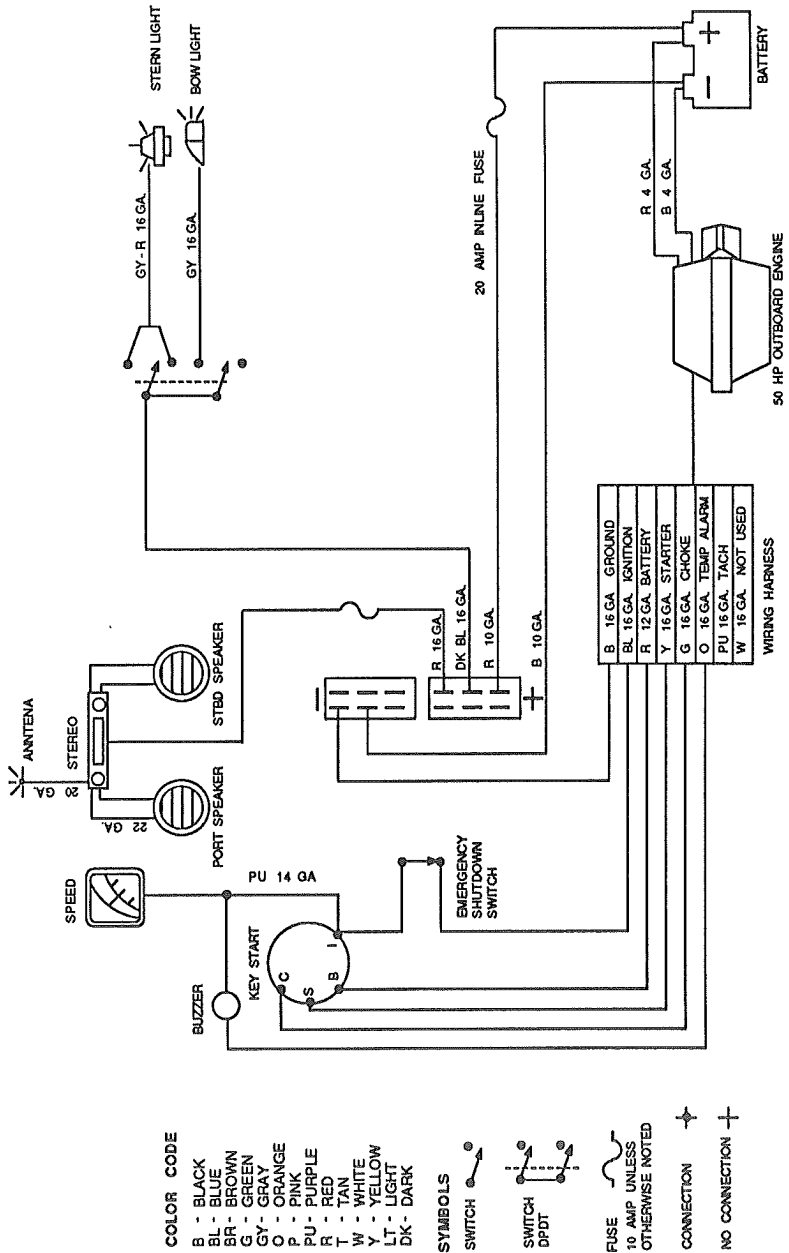 STERN LIGHT
BOW LIGHT
GY - R 16 GA.
GY 16 GA.
ANNTENA
20 GA.
STEREO
22 GA.
STBD SPEAKER
PORT SPEAKER
SPEED
PU 14 GA
BUZZER
KEY START
C
S
B
I
EMERGENCY
SHUTDOWN
SWITCH
20 AMP INLINE FUSE
R 16 GA.
DK BL 16 GA.
R 10 GA.
B 10 GA.
−
+
BATTERY
+
−
R 4 GA.
B 4 GA.
50 HP OUTBOARD ENGINE
B 16 GA GROUND
BL 16 GA. IGNITION
R 12 GA. BATTERY
Y 16 GA. STARTER
G 16 GA. CHOKE
O 16 GA. TEMP ALARM
PU 16 GA. TACH
W 16 GA. NOT USED
WIRING HARNESS
COLOR CODE
B - BLACK
BL - BLUE
BR - BROWN
G - GREEN
GY - GRAY
O - ORANGE
P - PINK
PU - PURPLE
R - RED
T - TAN
W - WHITE
Y - YELLOW
LT - LIGHT
DK - DARK
SYMBOLS
SWITCH
SWITCH
DPDT
FUSE
10 AMP UNLESS
OTHERWISE NOTED
CONNECTION
NO CONNECTION